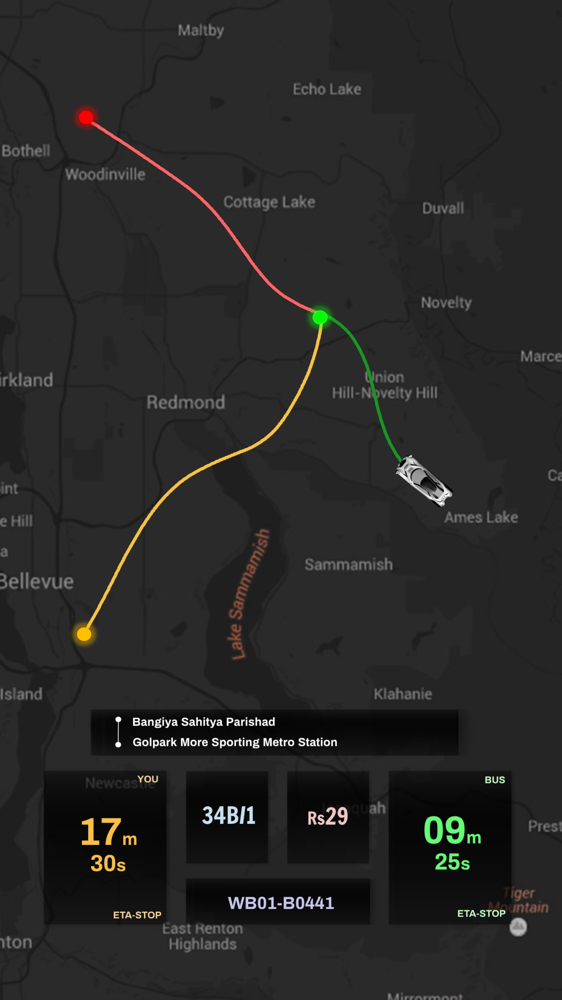 Maltby
Echo Lake
Bothell
Woodinville
Cottage Lake
Duvall
Novelty
Marce
irkland
Union
Hill-Novelty Hill
Redmond
Ca
int
e Hill
Ames Lake
a
Sammamish
Bellevue
Lake Sammamish
Island
Klahanie
Bangiya Sahitya Parishad
Golpark More Sporting Metro Station
Newcastle
YOU
BUS
34B/1
Rs29
ah
Prest
17m
30s
09m
25s
WB01-B0441
Tiger
Mountain
ETA-STOP
ETA-STOP
East Renton
Highlands
nton
Mirrormont